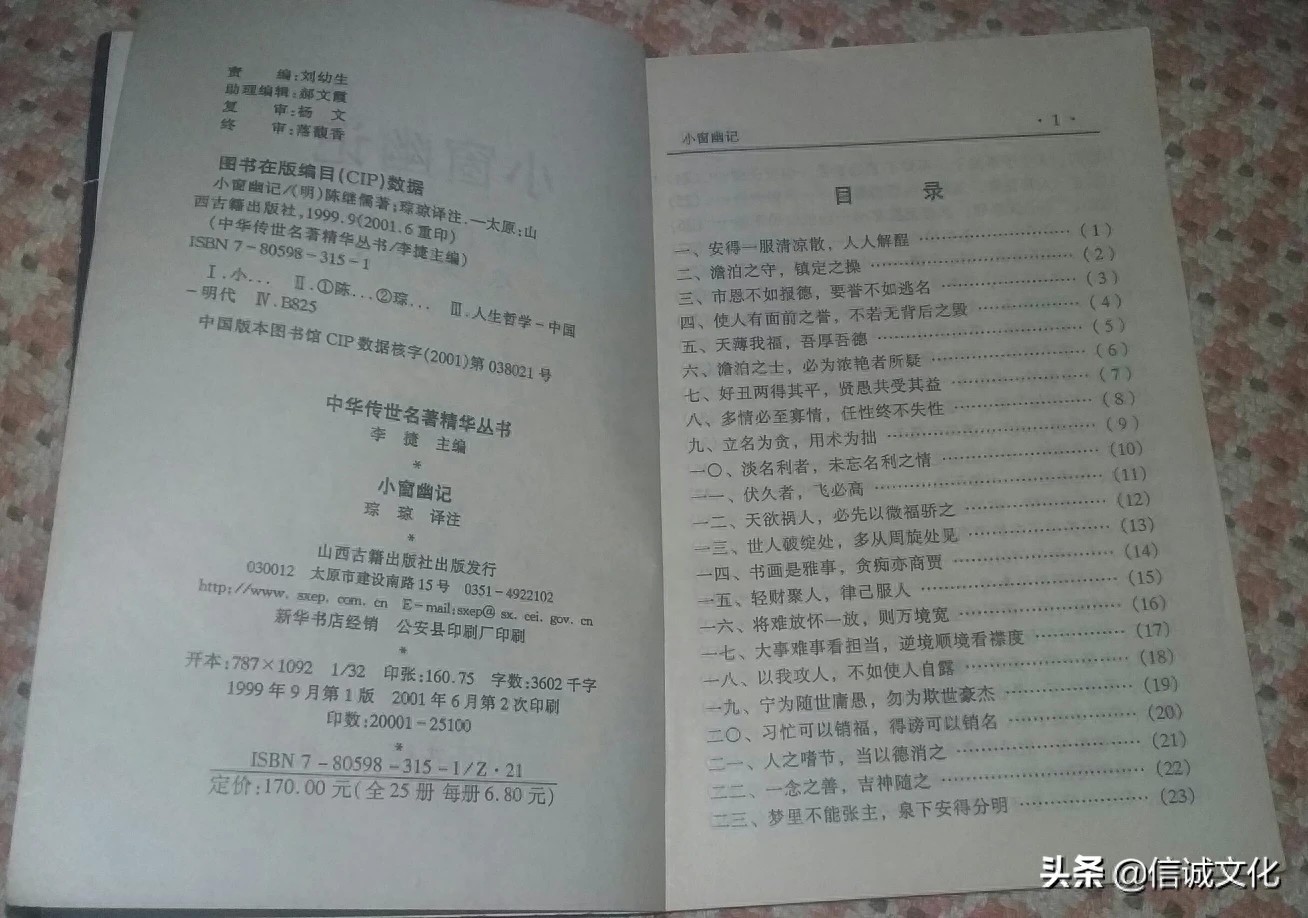 责　　编:刘幼生
助理编辑:郝文霞
复　　审:杨　文
终　　审:落馥香
图书在版编目(CIP)数据
小窗幽记/(明)陈继儒著;琮琼译注.—太原:山
西古籍出版社,1999.9(2001.6重印)
(中华传世名著精华丛书/李捷主编)
ISBN 7-80598-315-1
Ⅰ.小... Ⅱ.①陈...②琮... Ⅲ.人生哲学-中国
-明代 Ⅳ.B825
中国版本图书馆CIP数据核字(2001)第038021号
中华传世名著精华丛书
李 捷 主编
*
小窗幽记
琮 琼 译注
*
山西古籍出版社出版发行
030012 太原市建设南路15号 0351-4922102
http://www.sxep.com.cn E-mail:sxep@sx.cei.gov.cn
新华书店经销 公安县印刷厂印刷
*
开本:787×1092 1/32 印张:160.75 字数:3602千字
1999年9月第1版 2001年6月第2次印刷
印数:20001-25100
*
ISBN 7-80598-315-1/Z·21
定价:170.00元(全25册 每册6.80元)
小窗幽记 ·1·
目 录
一、安得一服清凉散，人人解酲 ……………(1)
二、澹泊之守，镇定之操 ……………(2)
三、市恩不如报德，要誉不如逃名 ……………(3)
四、使人有面前之誉，不若无背后之毁 ……………(4)
五、天薄我福，吾厚吾德 ……………(5)
六、澹泊之士，必为浓艳者所疑 ……………(6)
七、好丑两得其平，贤愚共受其益 ……………(7)
八、多情必至寡情，任性终不失性 ……………(8)
九、立名为贪，用术为拙 ……………(9)
一〇、淡名利者，未忘名利之情 ……………(10)
一一、伏久者，飞必高 ……………(11)
一二、天欲祸人，必先以微福骄之 ……………(12)
一三、世人破绽处，多从周旋处见 ……………(13)
一四、书画是雅事，贪痴亦商贾 ……………(14)
一五、轻财聚人，律己服人 ……………(15)
一六、将难放怀一放，则万境宽 ……………(16)
一七、大事难事看担当，逆境顺境看襟度 ……………(17)
一八、以我攻人，不如使人自露 ……………(18)
一九、宁为随世庸愚，勿为欺世豪杰 ……………(19)
二〇、习忙可以销福，得谤可以销名 ……………(20)
二一、人之嗜节，当以德消之 ……………(21)
二二、一念之善，吉神随之 ……………(22)
二三、梦里不能张主，泉下安得分明 ……………(23)
头条 @信诚文化